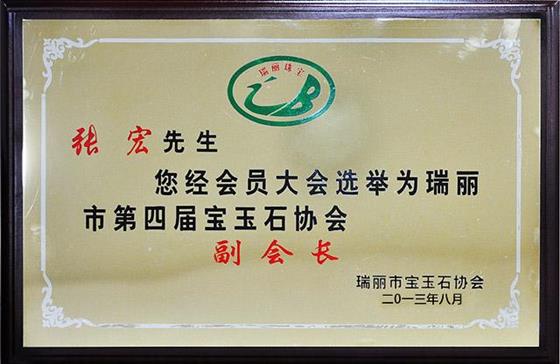 瑞丽珠宝
张宏先生
您经会员大会选举为瑞丽
市第四届宝玉石协会
副会长
瑞丽市宝玉石协会
二0一三年八月